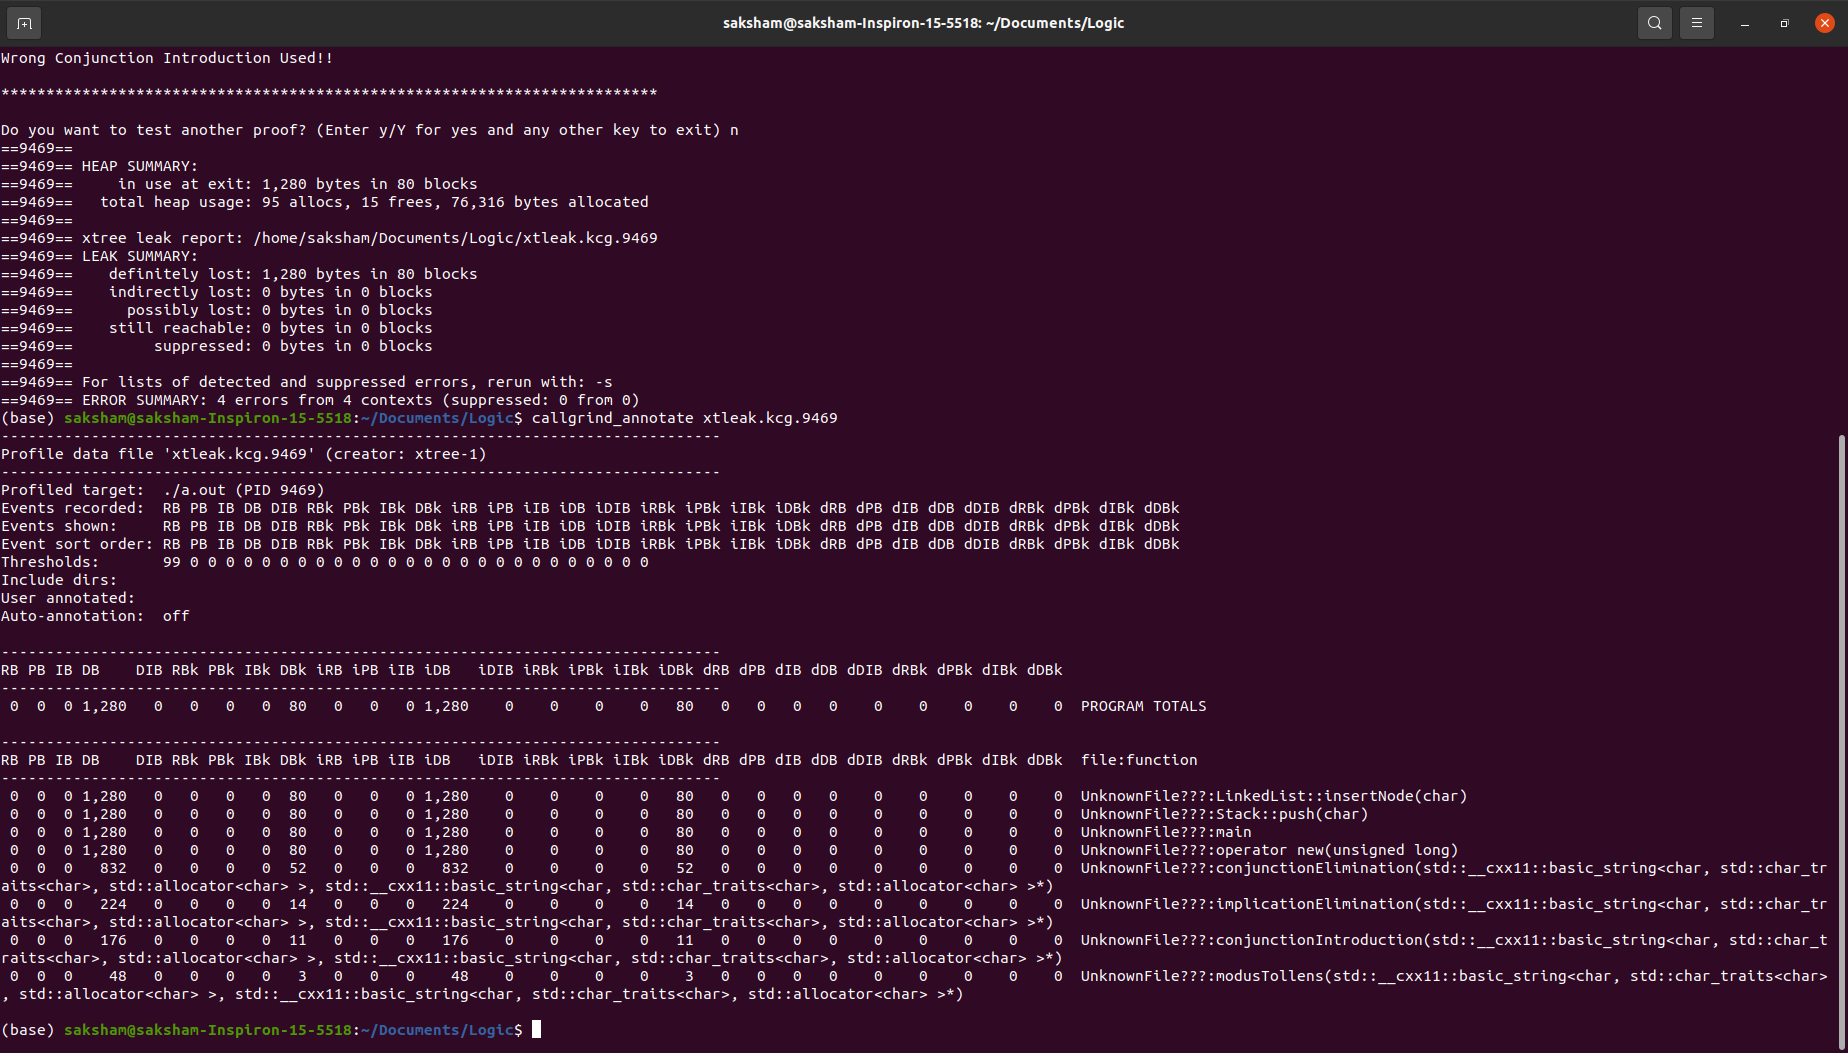 saksham@saksham-Inspiron-15-5518: ~/Documents/Logic
Wrong Conjunction Introduction Used!!
*************************************************************************
Do you want to test another proof? (Enter y/Y for yes and any other key to exit) n
==9469==
==9469== HEAP SUMMARY:
==9469==     in use at exit: 1,280 bytes in 80 blocks
==9469==   total heap usage: 95 allocs, 15 frees, 76,316 bytes allocated
==9469==
==9469== xtree leak report: /home/saksham/Documents/Logic/xtleak.kcg.9469
==9469== LEAK SUMMARY:
==9469==    definitely lost: 1,280 bytes in 80 blocks
==9469==    indirectly lost: 0 bytes in 0 blocks
==9469==      possibly lost: 0 bytes in 0 blocks
==9469==    still reachable: 0 bytes in 0 blocks
==9469==         suppressed: 0 bytes in 0 blocks
==9469==
==9469== For lists of detected and suppressed errors, rerun with: -s
==9469== ERROR SUMMARY: 4 errors from 4 contexts (suppressed: 0 from 0)
(base) saksham@saksham-Inspiron-15-5518:~/Documents/Logic$ callgrind_annotate xtleak.kcg.9469
--------------------------------------------------------------------------------
Profile data file 'xtleak.kcg.9469' (creator: xtree-1)
--------------------------------------------------------------------------------
Profiled target:  ./a.out (PID 9469)
Events recorded:  RB PB IB DB DIB RBk PBk IBk DBk iRB iPB iIB iDB iDIB iRBk iPBk iIBk iDBk dRB dPB dIB dDB dDIB dRBk dPBk dIBk dDBk
Events shown:     RB PB IB DB DIB RBk PBk IBk DBk iRB iPB iIB iDB iDIB iRBk iPBk iIBk iDBk dRB dPB dIB dDB dDIB dRBk dPBk dIBk dDBk
Event sort order: RB PB IB DB DIB RBk PBk IBk DBk iRB iPB iIB iDB iDIB iRBk iPBk iIBk iDBk dRB dPB dIB dDB dDIB dRBk dPBk dIBk dDBk
Thresholds:       99 0 0 0 0 0 0 0 0 0 0 0 0 0 0 0 0 0 0 0 0 0 0 0 0 0 0
Include dirs:
User annotated:
Auto-annotation:  off
--------------------------------------------------------------------------------
RB PB IB DB    DIB RBk PBk IBk DBk iRB iPB iIB iDB   iDIB iRBk iPBk iIBk iDBk dRB dPB dIB dDB dDIB dRBk dPBk dIBk dDBk
--------------------------------------------------------------------------------
 0  0  0 1,280   0   0   0   0  80   0   0   0 1,280    0    0    0    0   80   0   0   0   0    0    0    0    0    0  PROGRAM TOTALS
--------------------------------------------------------------------------------
RB PB IB DB    DIB RBk PBk IBk DBk iRB iPB iIB iDB   iDIB iRBk iPBk iIBk iDBk dRB dPB dIB dDB dDIB dRBk dPBk dIBk dDBk  file:function
--------------------------------------------------------------------------------
 0  0  0 1,280   0   0   0   0  80   0   0   0 1,280    0    0    0    0   80   0   0   0   0    0    0    0    0    0  UnknownFile???:LinkedList::insertNode(char)
 0  0  0 1,280   0   0   0   0  80   0   0   0 1,280    0    0    0    0   80   0   0   0   0    0    0    0    0    0  UnknownFile???:Stack::push(char)
 0  0  0 1,280   0   0   0   0  80   0   0   0 1,280    0    0    0    0   80   0   0   0   0    0    0    0    0    0  UnknownFile???:main
 0  0  0 1,280   0   0   0   0  80   0   0   0 1,280    0    0    0    0   80   0   0   0   0    0    0    0    0    0  UnknownFile???:operator new(unsigned long)
 0  0  0   832   0   0   0   0  52   0   0   0   832    0    0    0    0   52   0   0   0   0    0    0    0    0    0  UnknownFile???:conjunctionElimination(std::__cxx11::basic_string<char, std::char_tr
aits<char>, std::allocator<char> >, std::__cxx11::basic_string<char, std::char_traits<char>, std::allocator<char> >*)
 0  0  0   224   0   0   0   0  14   0   0   0   224    0    0    0    0   14   0   0   0   0    0    0    0    0    0  UnknownFile???:implicationElimination(std::__cxx11::basic_string<char, std::char_tr
aits<char>, std::allocator<char> >, std::__cxx11::basic_string<char, std::char_traits<char>, std::allocator<char> >*)
 0  0  0   176   0   0   0   0  11   0   0   0   176    0    0    0    0   11   0   0   0   0    0    0    0    0    0  UnknownFile???:conjunctionIntroduction(std::__cxx11::basic_string<char, std::char_t
raits<char>, std::allocator<char> >, std::__cxx11::basic_string<char, std::char_traits<char>, std::allocator<char> >*)
 0  0  0    48   0   0   0   0   3   0   0   0    48    0    0    0    0    3   0   0   0   0    0    0    0    0    0  UnknownFile???:modusTollens(std::__cxx11::basic_string<char, std::char_traits<char>
, std::allocator<char> >, std::__cxx11::basic_string<char, std::char_traits<char>, std::allocator<char> >*)
(base) saksham@saksham-Inspiron-15-5518:~/Documents/Logic$